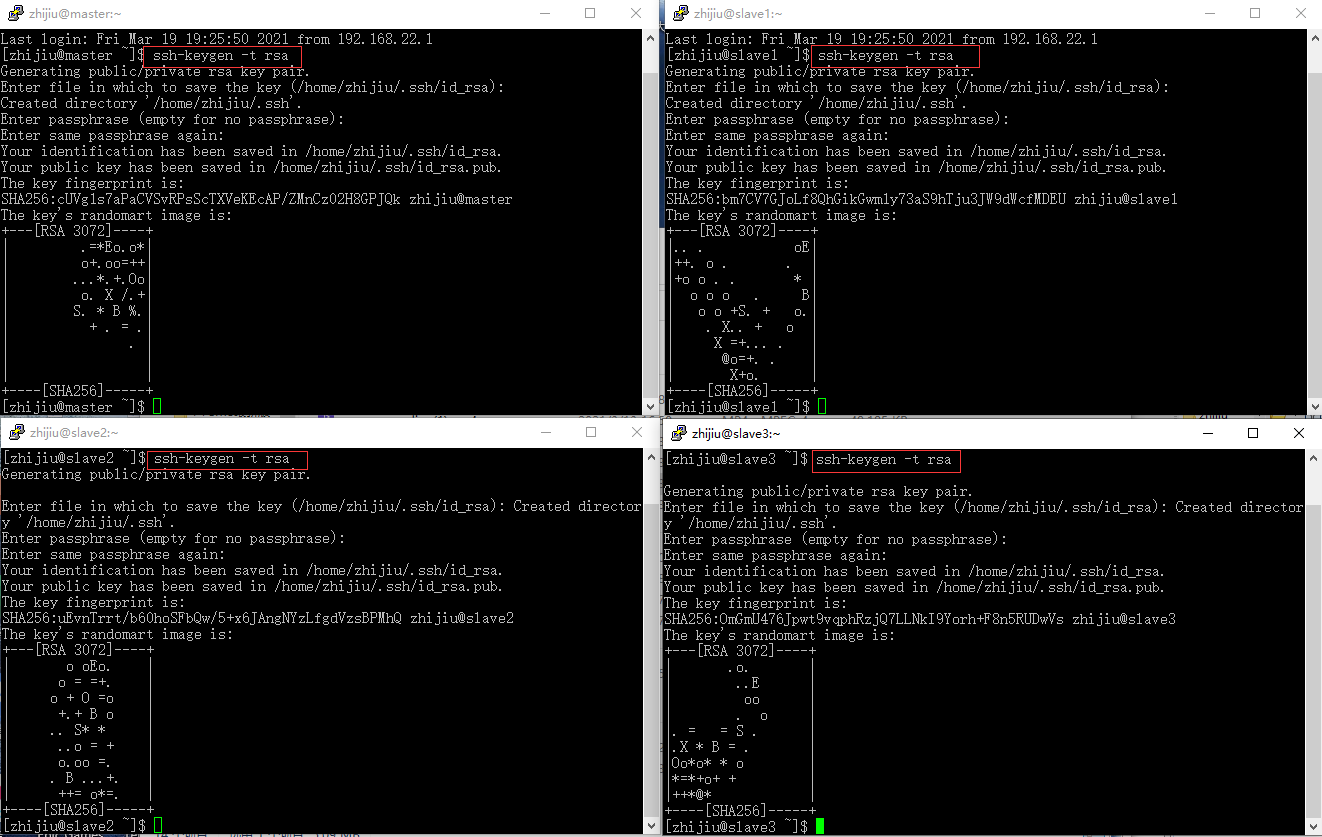 zhijiu@master:~
Last login: Fri Mar 19 19:25:50 2021 from 192.168.22.1
[zhijiu@master ~]$ ssh-keygen -t rsa
Generating public/private rsa key pair.
Enter file in which to save the key (/home/zhijiu/.ssh/id_rsa):
Created directory '/home/zhijiu/.ssh'.
Enter passphrase (empty for no passphrase):
Enter same passphrase again:
Your identification has been saved in /home/zhijiu/.ssh/id_rsa.
Your public key has been saved in /home/zhijiu/.ssh/id_rsa.pub.
The key fingerprint is:
SHA256:cUVg1s7aPaCVSvRPsScTXVeKEcAP/ZMnCz02H8GPJQk zhijiu@master
The key's randomart image is:
+---[RSA 3072]----+
|         .=*Eo.o*|
|         o+.oo=++|
|        ...*.+.Oo|
|         o. X /.+|
|        S. * B %.|
|          + . = .|
|               . |
|                 |
|                 |
+----[SHA256]-----+
[zhijiu@master ~]$
zhijiu@slave1:~
Last login: Fri Mar 19 19:25:50 2021 from 192.168.22.1
[zhijiu@slave1 ~]$ ssh-keygen -t rsa
Generating public/private rsa key pair.
Enter file in which to save the key (/home/zhijiu/.ssh/id_rsa):
Created directory '/home/zhijiu/.ssh'.
Enter passphrase (empty for no passphrase):
Enter same passphrase again:
Your identification has been saved in /home/zhijiu/.ssh/id_rsa.
Your public key has been saved in /home/zhijiu/.ssh/id_rsa.pub.
The key fingerprint is:
SHA256:bm7CV7GJoLf8QhGikGwmly73aS9hTju3JW9dWcfMDEU zhijiu@slave1
The key's randomart image is:
+---[RSA 3072]----+
|.. .           oE|
|++. o .       .  |
|+o o . .       * |
|  o o o   .     B|
|   o o +S. +   o.|
|    . X.. +   o  |
|     X =+... .   |
|      @o=+. .    |
|       X+o.      |
+----[SHA256]-----+
[zhijiu@slave1 ~]$
zhijiu@slave2:~
[zhijiu@slave2 ~]$ ssh-keygen -t rsa
Generating public/private rsa key pair.
Enter file in which to save the key (/home/zhijiu/.ssh/id_rsa): Created director
y '/home/zhijiu/.ssh'.
Enter passphrase (empty for no passphrase):
Enter same passphrase again:
Your identification has been saved in /home/zhijiu/.ssh/id_rsa.
Your public key has been saved in /home/zhijiu/.ssh/id_rsa.pub.
The key fingerprint is:
SHA256:uEvnTrrt/b60hoSFbQw/5+x6JAngNYzLfgdVzsBPMhQ zhijiu@slave2
The key's randomart image is:
+---[RSA 3072]----+
|       o oEo.    |
|      o = =+.    |
|     o + O =o    |
|      +.+ B o    |
|     .. S* *     |
|      ..o = +    |
|      o.oo =.    |
|     . B ...+.   |
|      ++= o*=.   |
+----[SHA256]-----+
[zhijiu@slave2 ~]$
zhijiu@slave3:~
[zhijiu@slave3 ~]$ ssh-keygen -t rsa
Generating public/private rsa key pair.
Enter file in which to save the key (/home/zhijiu/.ssh/id_rsa): Created director
y '/home/zhijiu/.ssh'.
Enter passphrase (empty for no passphrase):
Enter same passphrase again:
Your identification has been saved in /home/zhijiu/.ssh/id_rsa.
Your public key has been saved in /home/zhijiu/.ssh/id_rsa.pub.
The key fingerprint is:
SHA256:OmGmU476Jpwt9vqphRzjQ7LLNkI9Yorh+F8n5RUDwVs zhijiu@slave3
The key's randomart image is:
+---[RSA 3072]----+
|       .o.       |
|        ..E      |
|         oo      |
|        .  o     |
|. =   = S .      |
|.X * B = .       |
|Oo*o* * o        |
|*=*+o+ +         |
|++*@*            |
+----[SHA256]-----+
[zhijiu@slave3 ~]$